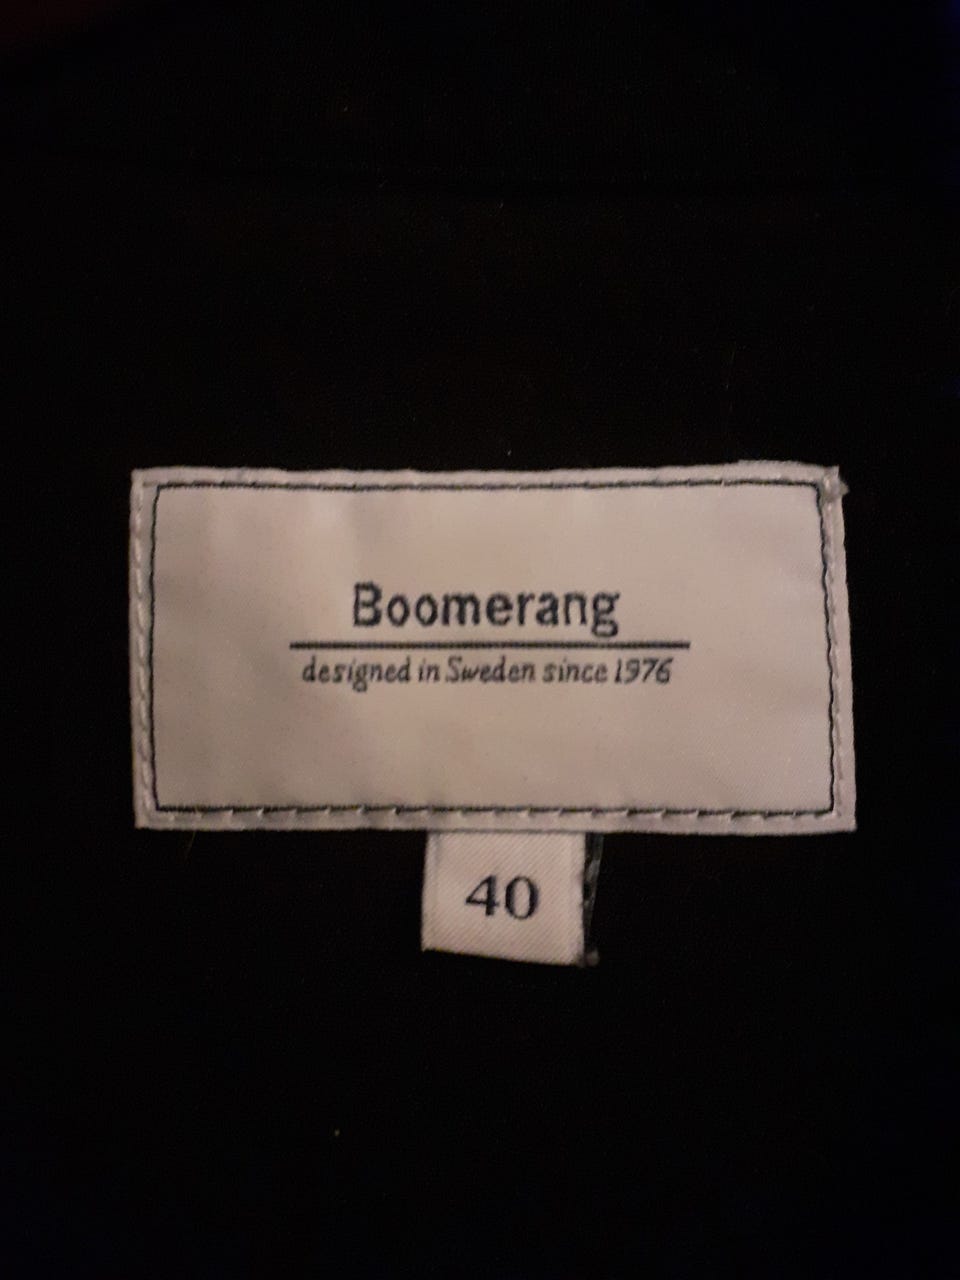 Boomerang
designed in Sweden since 1976
40